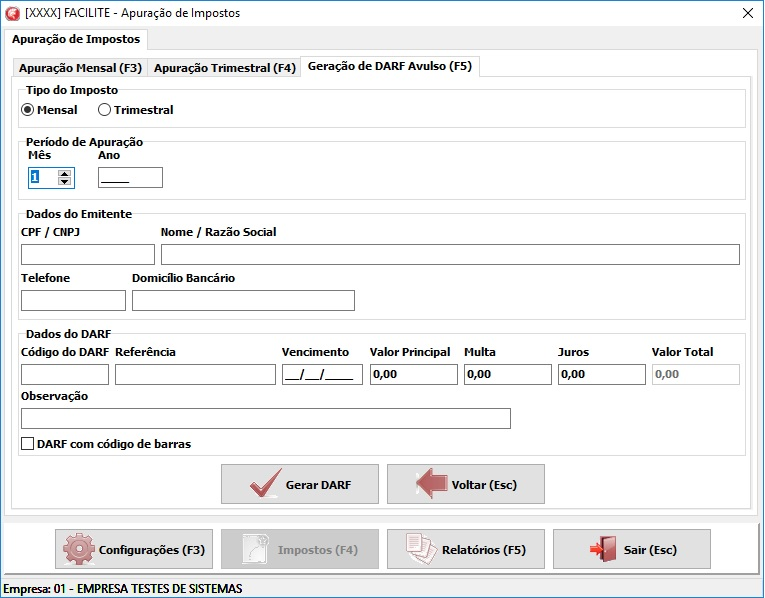 [XXXX] FACILITE - Apuração de Impostos
Apuração de Impostos
Apuração Mensal (F3) Apuração Trimestral (F4) Geração de DARF Avulso (F5)
Tipo do Imposto
Mensal Trimestral
Período de Apuração
Mês Ano
1 ____
Dados do Emitente
CPF / CNPJ Nome / Razão Social
Telefone Domicílio Bancário
Dados do DARF
Código do DARF Referência Vencimento Valor Principal Multa Juros Valor Total
__/__/____ 0,00 0,00 0,00 0,00
Observação
DARF com código de barras
Gerar DARF Voltar (Esc)
Configurações (F3) Impostos (F4) Relatórios (F5) Sair (Esc)
Empresa: 01 - EMPRESA TESTES DE SISTEMAS